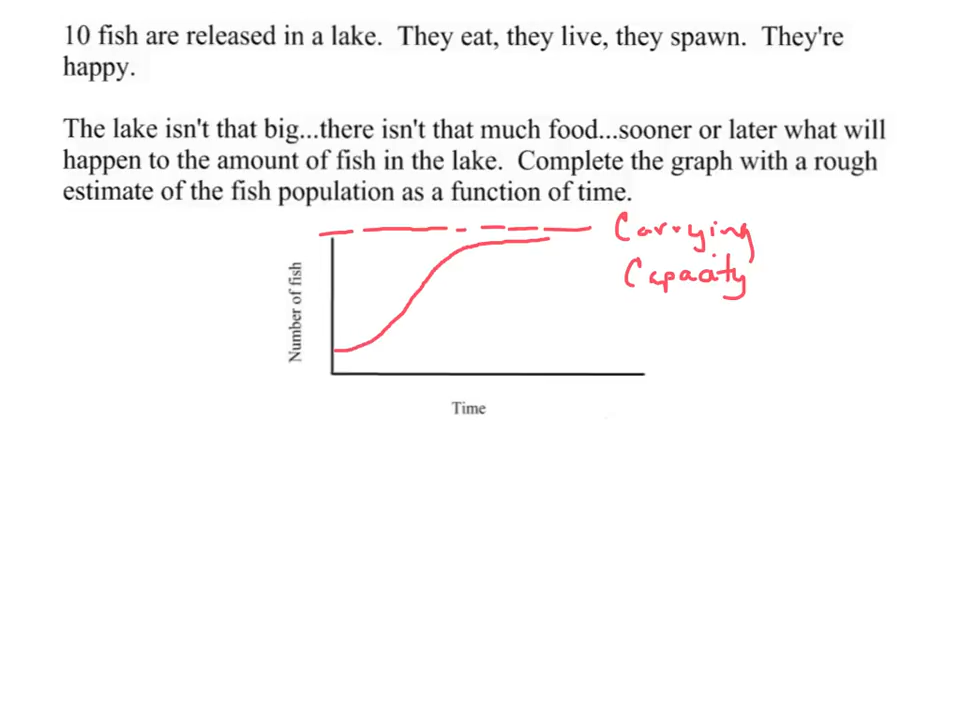 10 fish are released in a lake. They eat, they live, they spawn. They're
happy.
The lake isn't that big...there isn't that much food...sooner or later what will
happen to the amount of fish in the lake. Complete the graph with a rough
estimate of the fish population as a function of time.
Carrying
Capacity
Number of fish
Time